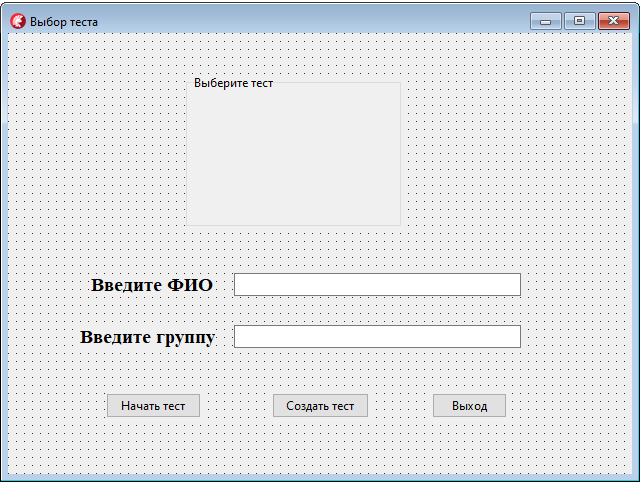 Выбор теста
Выберите тест
Введите ФИО
Введите группу
Начать тест
Создать тест
Выход